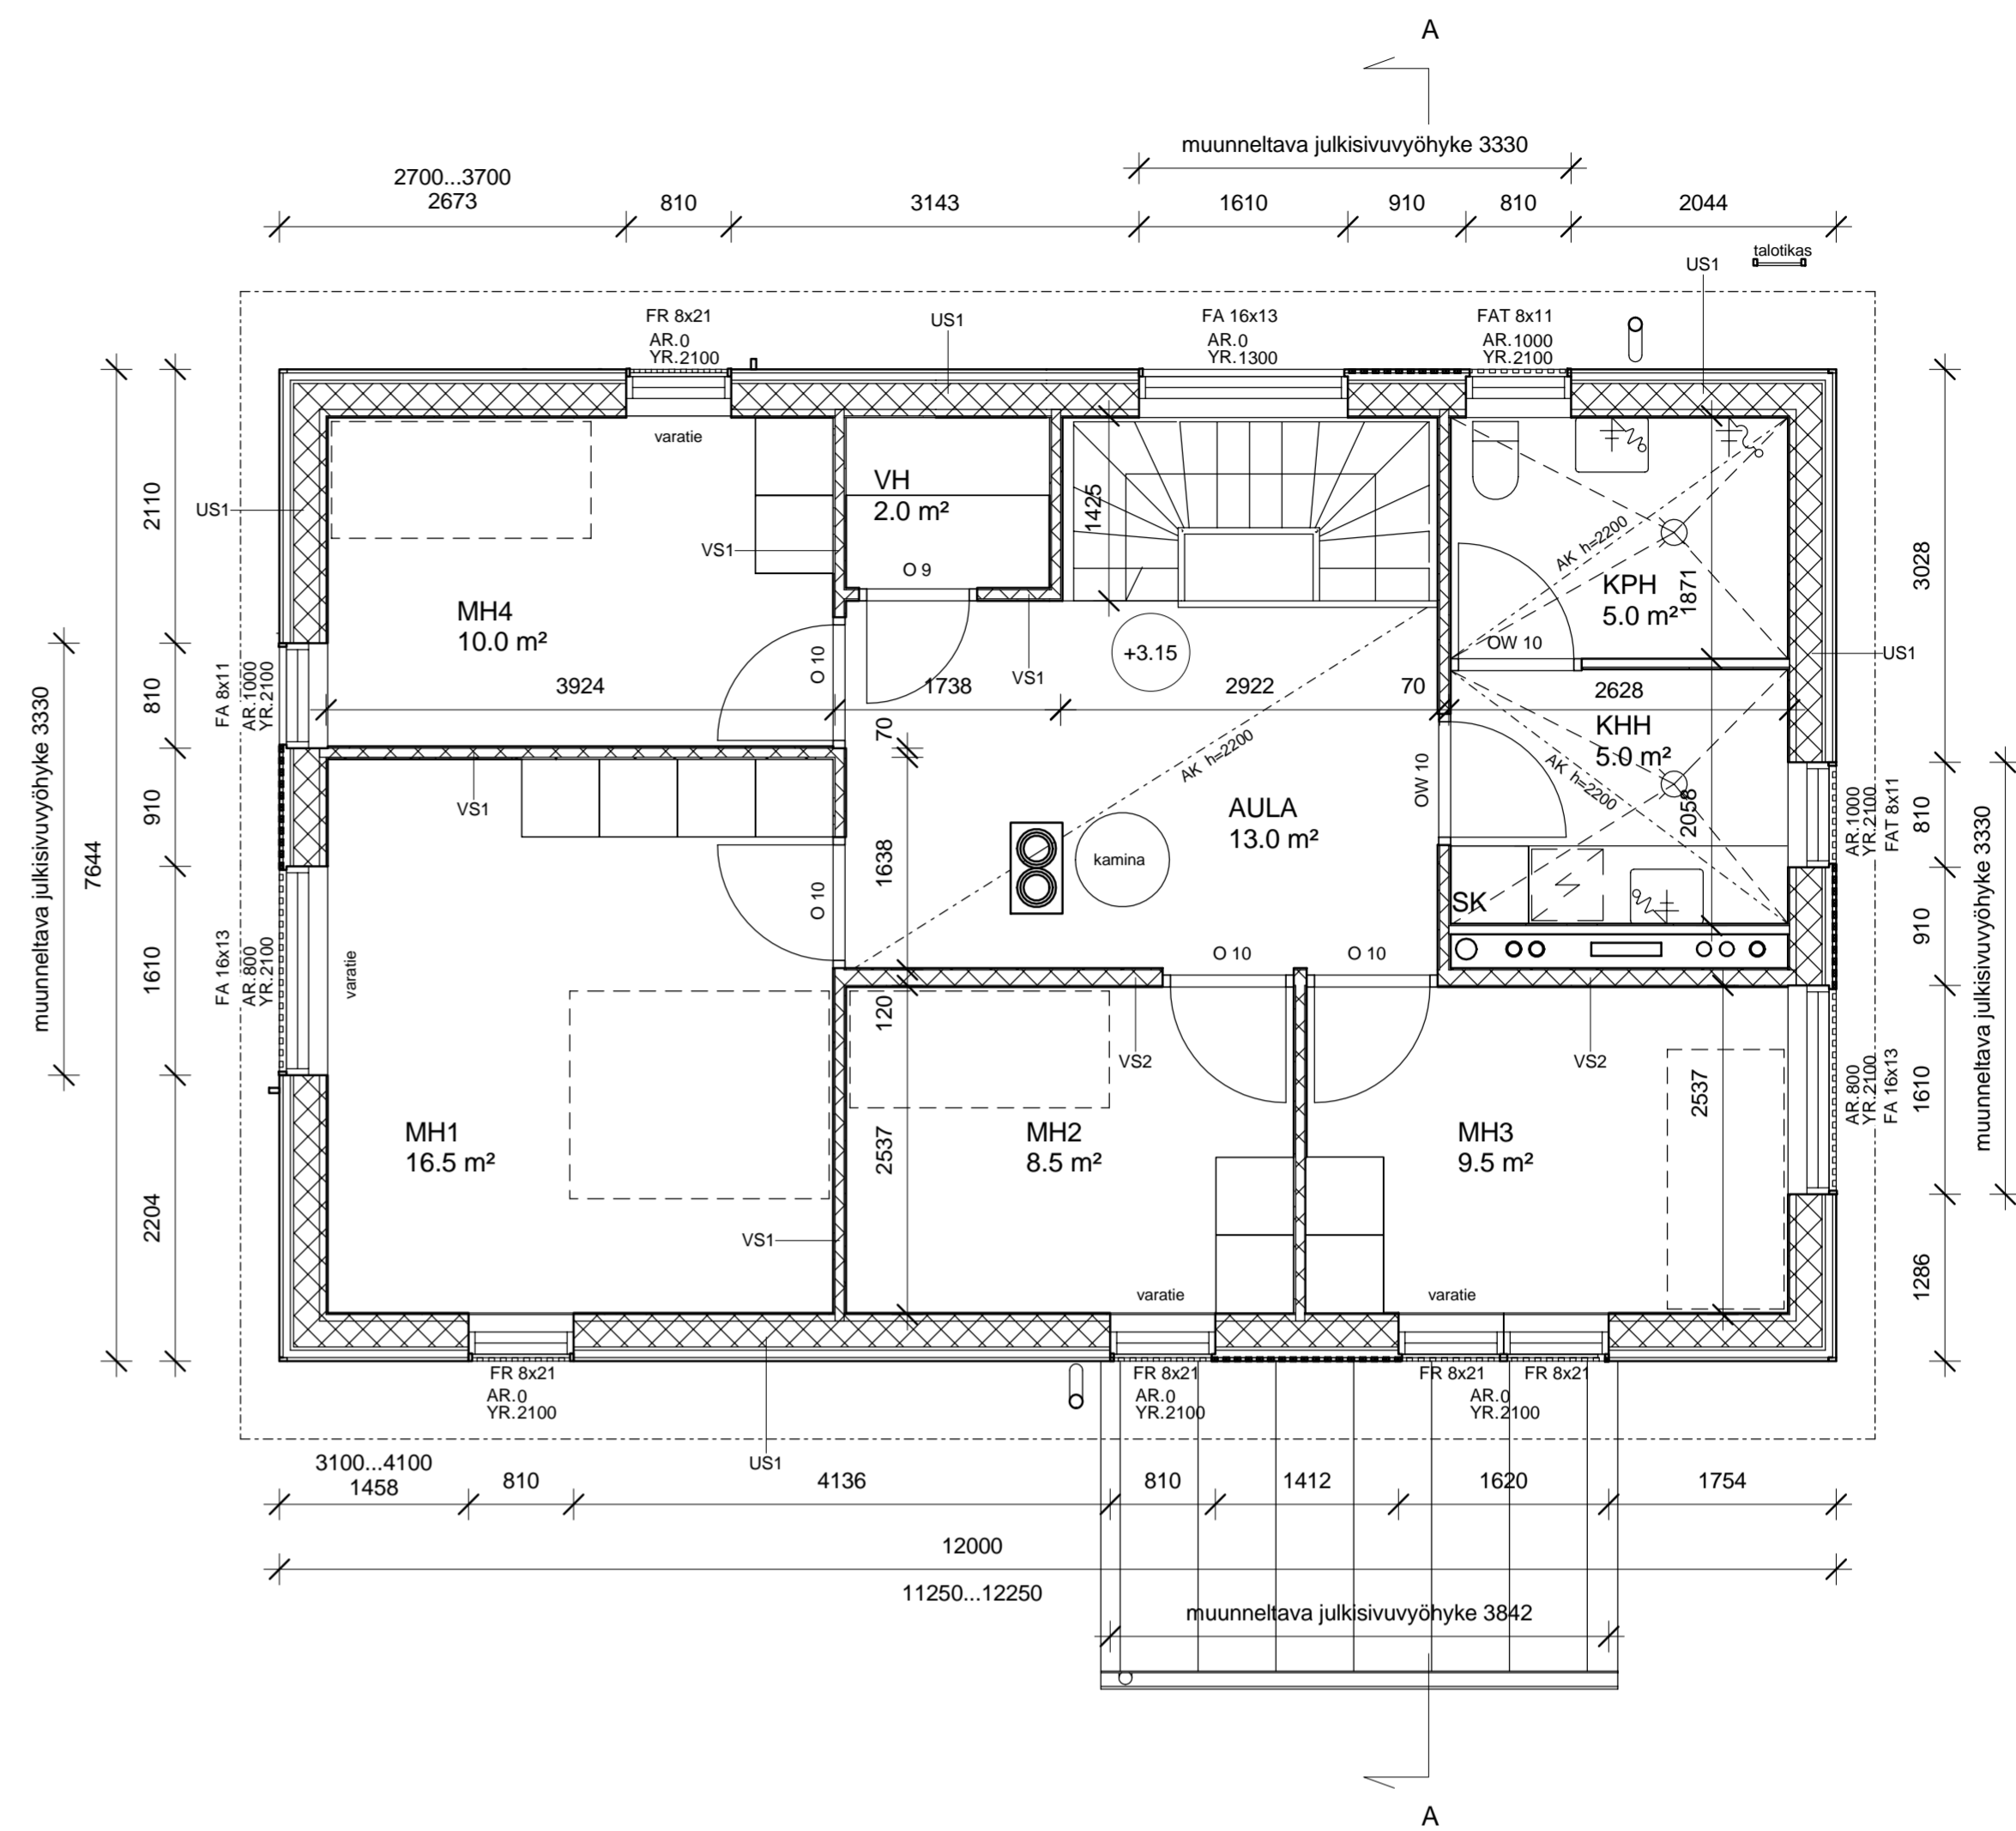 A
muunneltava julkisivuvyöhyke 3330
2700...3700
2673
810
3143
1610
910
810
2044
talotikas
US1
FR 8x21
AR.0
YR.2100
US1
FA 16x13
AR.0
YR.1300
FAT 8x11
AR.1000
YR.2100
varatie
VH
2.0 m²
O 9
VS1
US1
1425
AK h=2200
KPH
5.0 m²
1871
OW 10
US1
MH4
10.0 m²
O 10
3924
1738
VS1
+3.15
2922
70
2628
KHH
5.0 m²
AK h=2200
2058
OW 10
AK h=2200
70
VS1
AULA
13.0 m²
kamina
1638
O 10
SK
O 10
O 10
varatie
120
VS2
VS2
2537
2537
MH1
16.5 m²
MH2
8.5 m²
MH3
9.5 m²
VS1
varatie
varatie
muunneltava julkisivuvyöhyke 3330
7644
2110
810
910
1610
2204
FA 8x11
AR.1000
YR.2100
FA 16x13
AR.800
YR.2100
3028
810
910
1610
1286
AR.1000
YR.2100
FAT 8x11
AR.800
YR.2100
FA 16x13
muunneltava julkisivuvyöhyke 3330
FR 8x21
AR.0
YR.2100
US1
FR 8x21
AR.0
YR.2100
FR 8x21
FR 8x21
AR.0
YR.2100
3100...4100
1458
810
4136
810
1412
1620
1754
12000
11250...12250
muunneltava julkisivuvyöhyke 3842
A